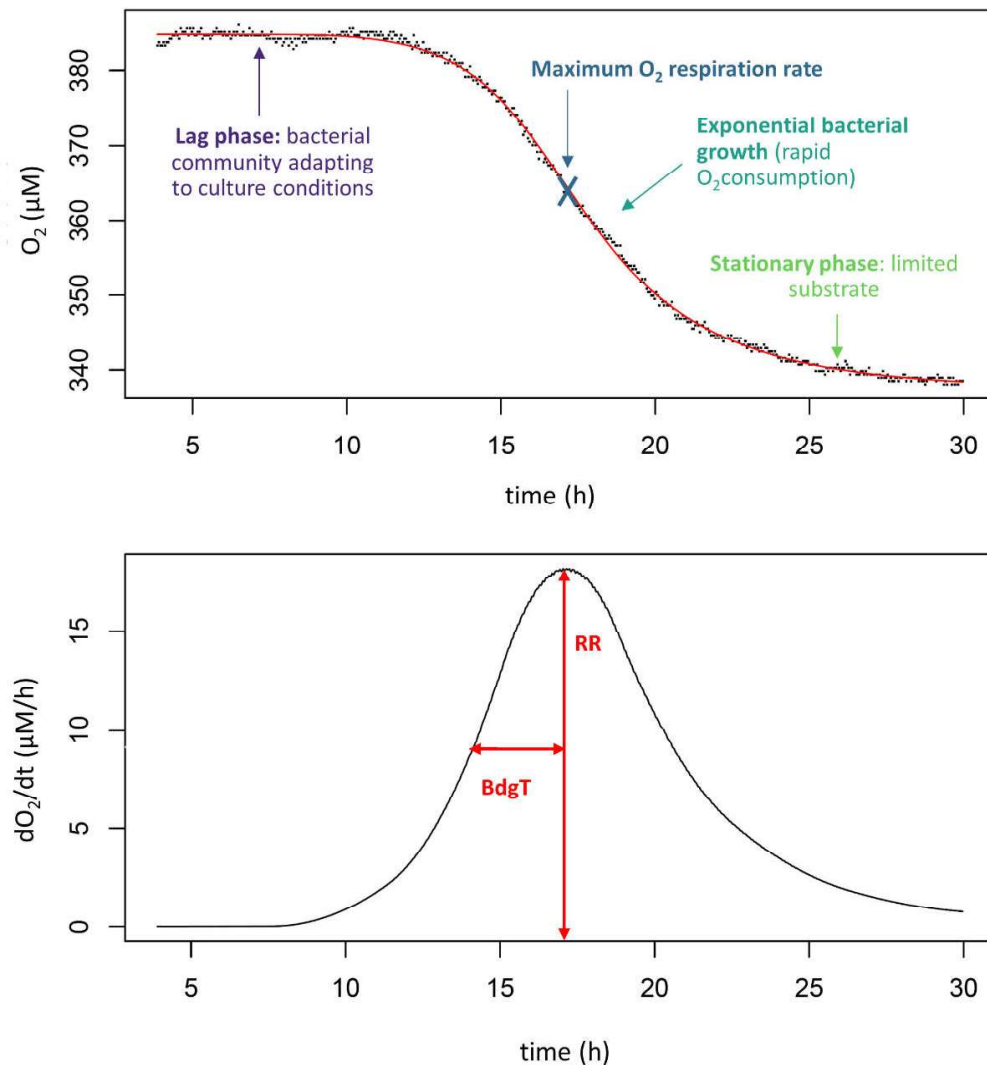 Maximum O₂ respiration rate
Lag phase: bacterial
community adapting
to culture conditions
Exponential bacterial
growth (rapid
O₂consumption)
Stationary phase: limited
substrate
O₂ (µM)
380
370
360
350
340
5 10 15 20 25 30
time (h)
RR
BdgT
dO₂/dt (µM/h)
15
10
5
0
5 10 15 20 25 30
time (h)